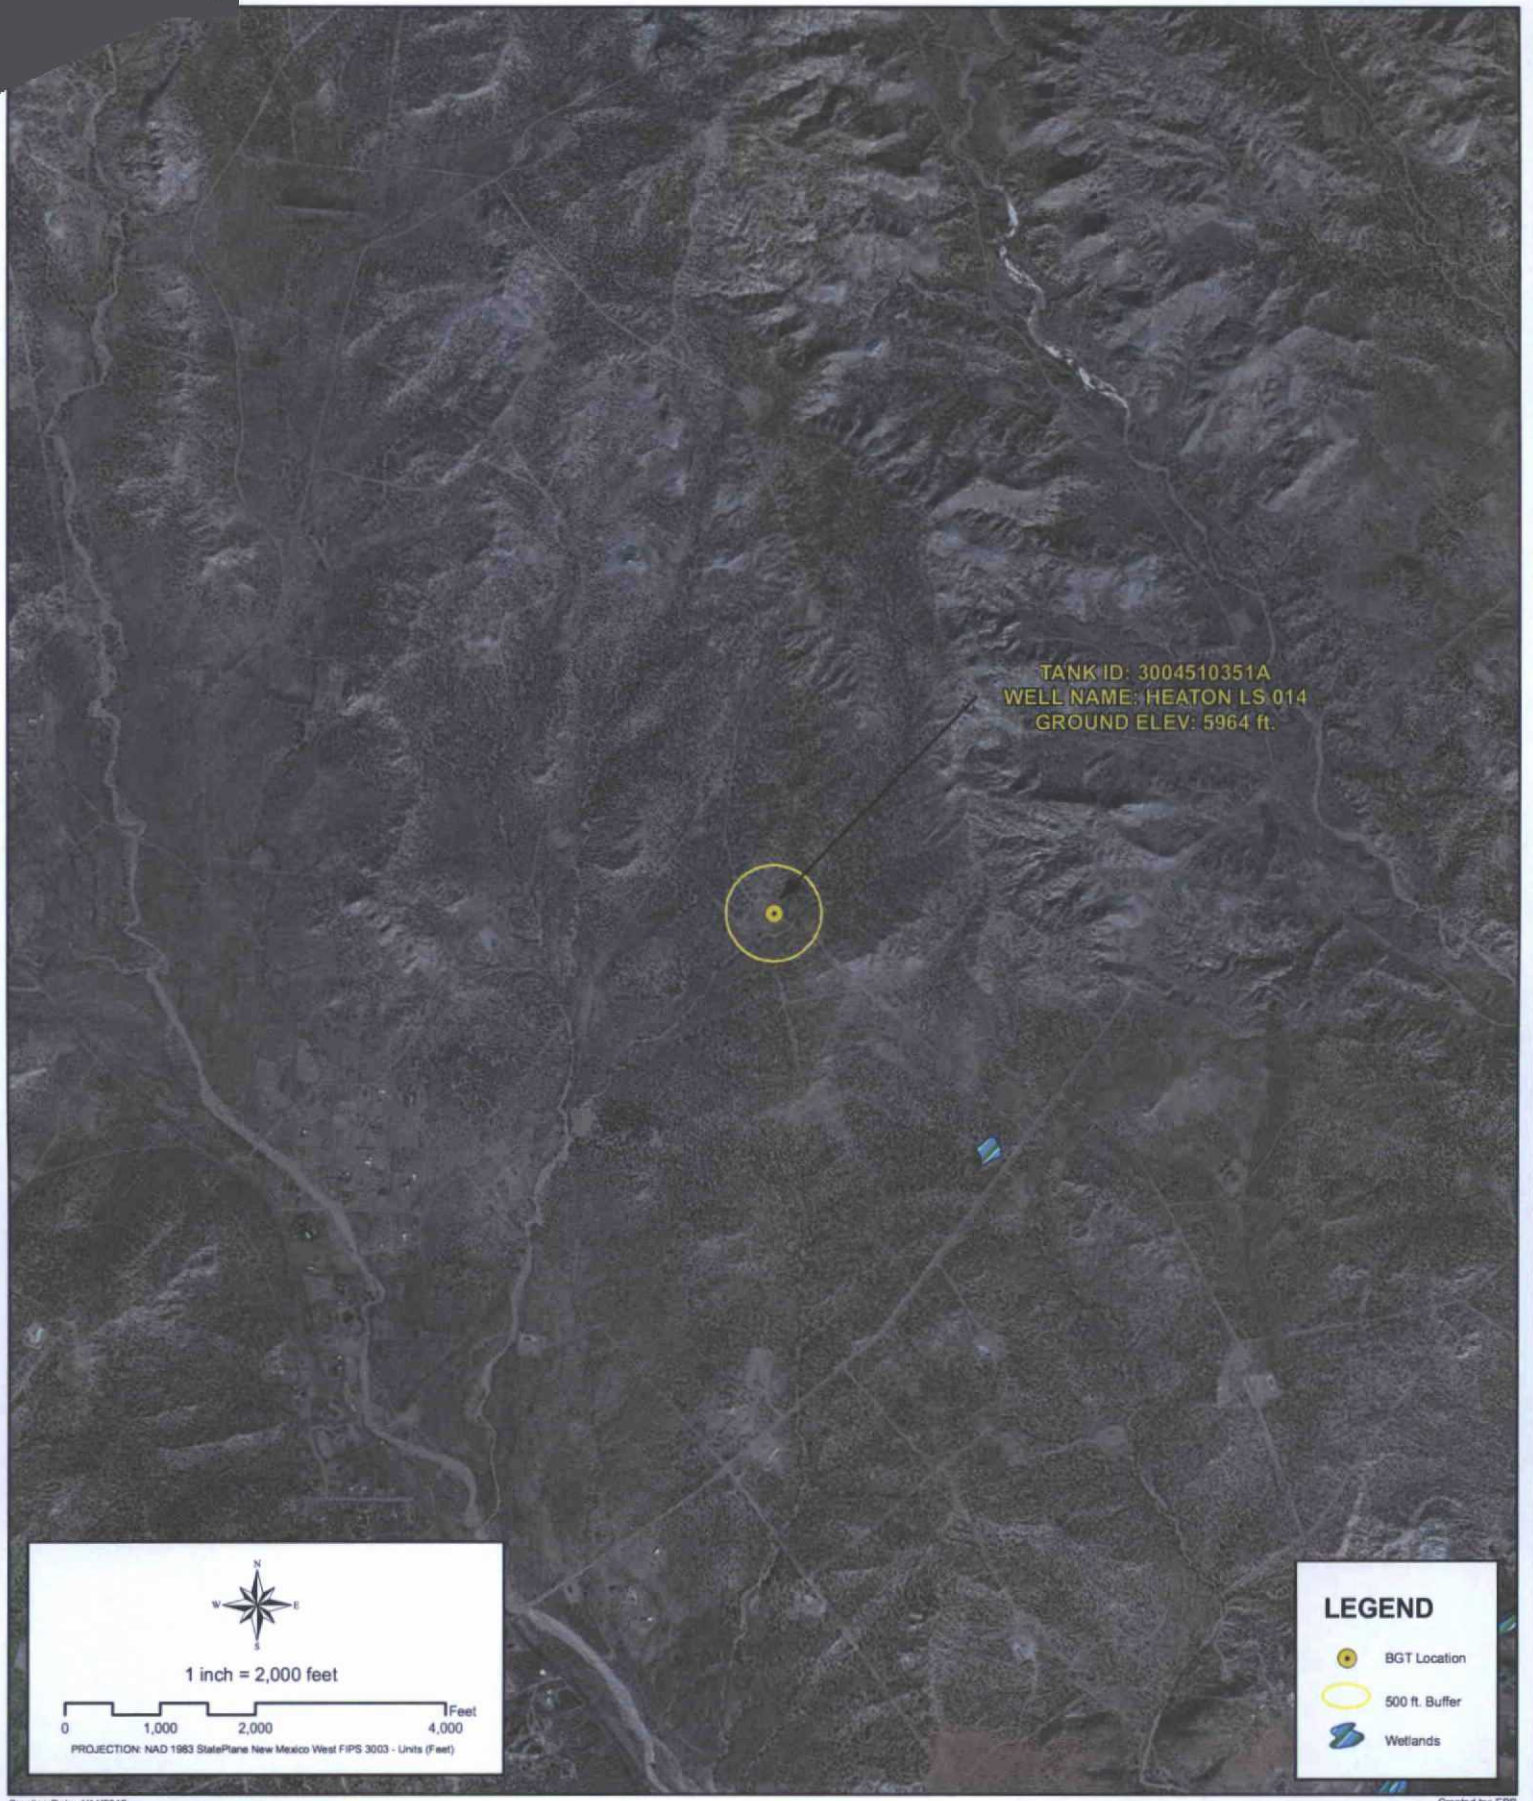 TANK ID: 3004510351A
WELL NAME: HEATON LS 014
GROUND ELEV: 5964 ft.
N
W E
S
1 inch = 2,000 feet
Feet
0 1,000 2,000 4,000
PROJECTION: NAD 1983 StatePlane New Mexico West FIPS 3003 - Units (Feet)
LEGEND
BGT Location
500 ft. Buffer
Wetlands